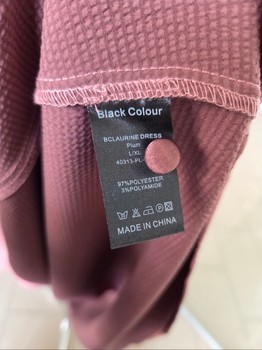 Black Colour
BCLAURINE DRESS
Plum
L/XL
40313-PL-
97%POLYESTER
3%POLYAMIDE
MADE IN CHINA